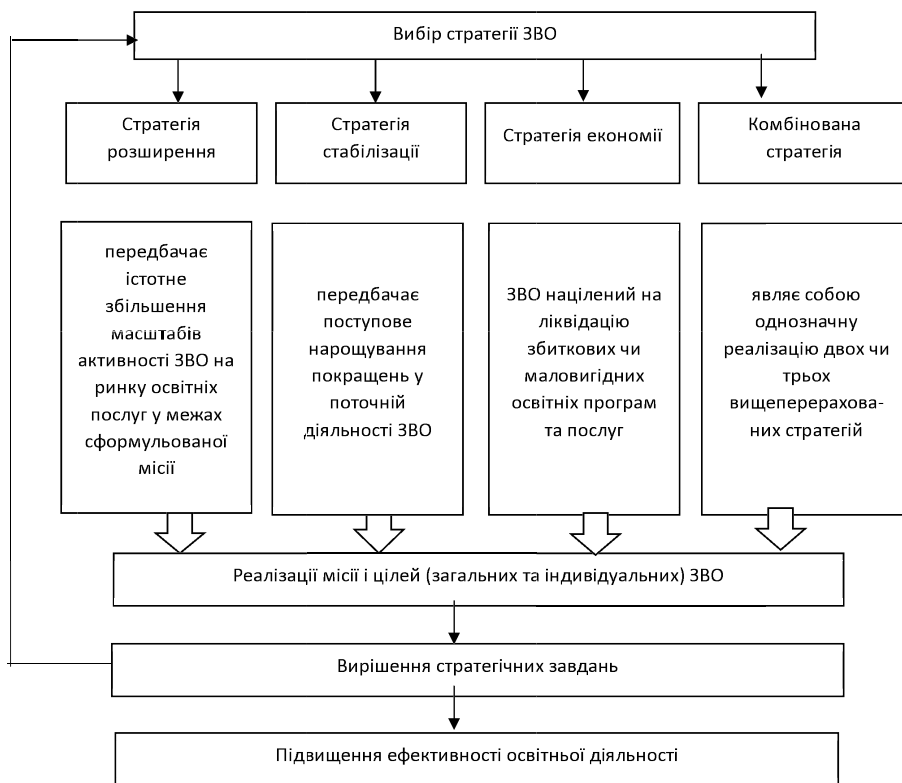 Вибір стратегії ЗВО
Стратегія
розширення
Стратегія
стабілізації
Стратегія економії
Комбінована
стратегія
передбачає
істотне
збільшення
масштабів
активності ЗВО на
ринку освітніх
послуг у межах
сформульованої
місії
передбачає
поступове
нарощування
покращень у
поточній
діяльності ЗВО
ЗВО націлений на
ліквідацію
збиткових чи
маловигідних
освітніх програм
та послуг
являє собою
однозначну
реалізацію двох чи
трьох
вищеперерахова-
них стратегій
Реалізації місії і цілей (загальних та індивідуальних) ЗВО
Вирішення стратегічних завдань
Підвищення ефективності освітньої діяльності